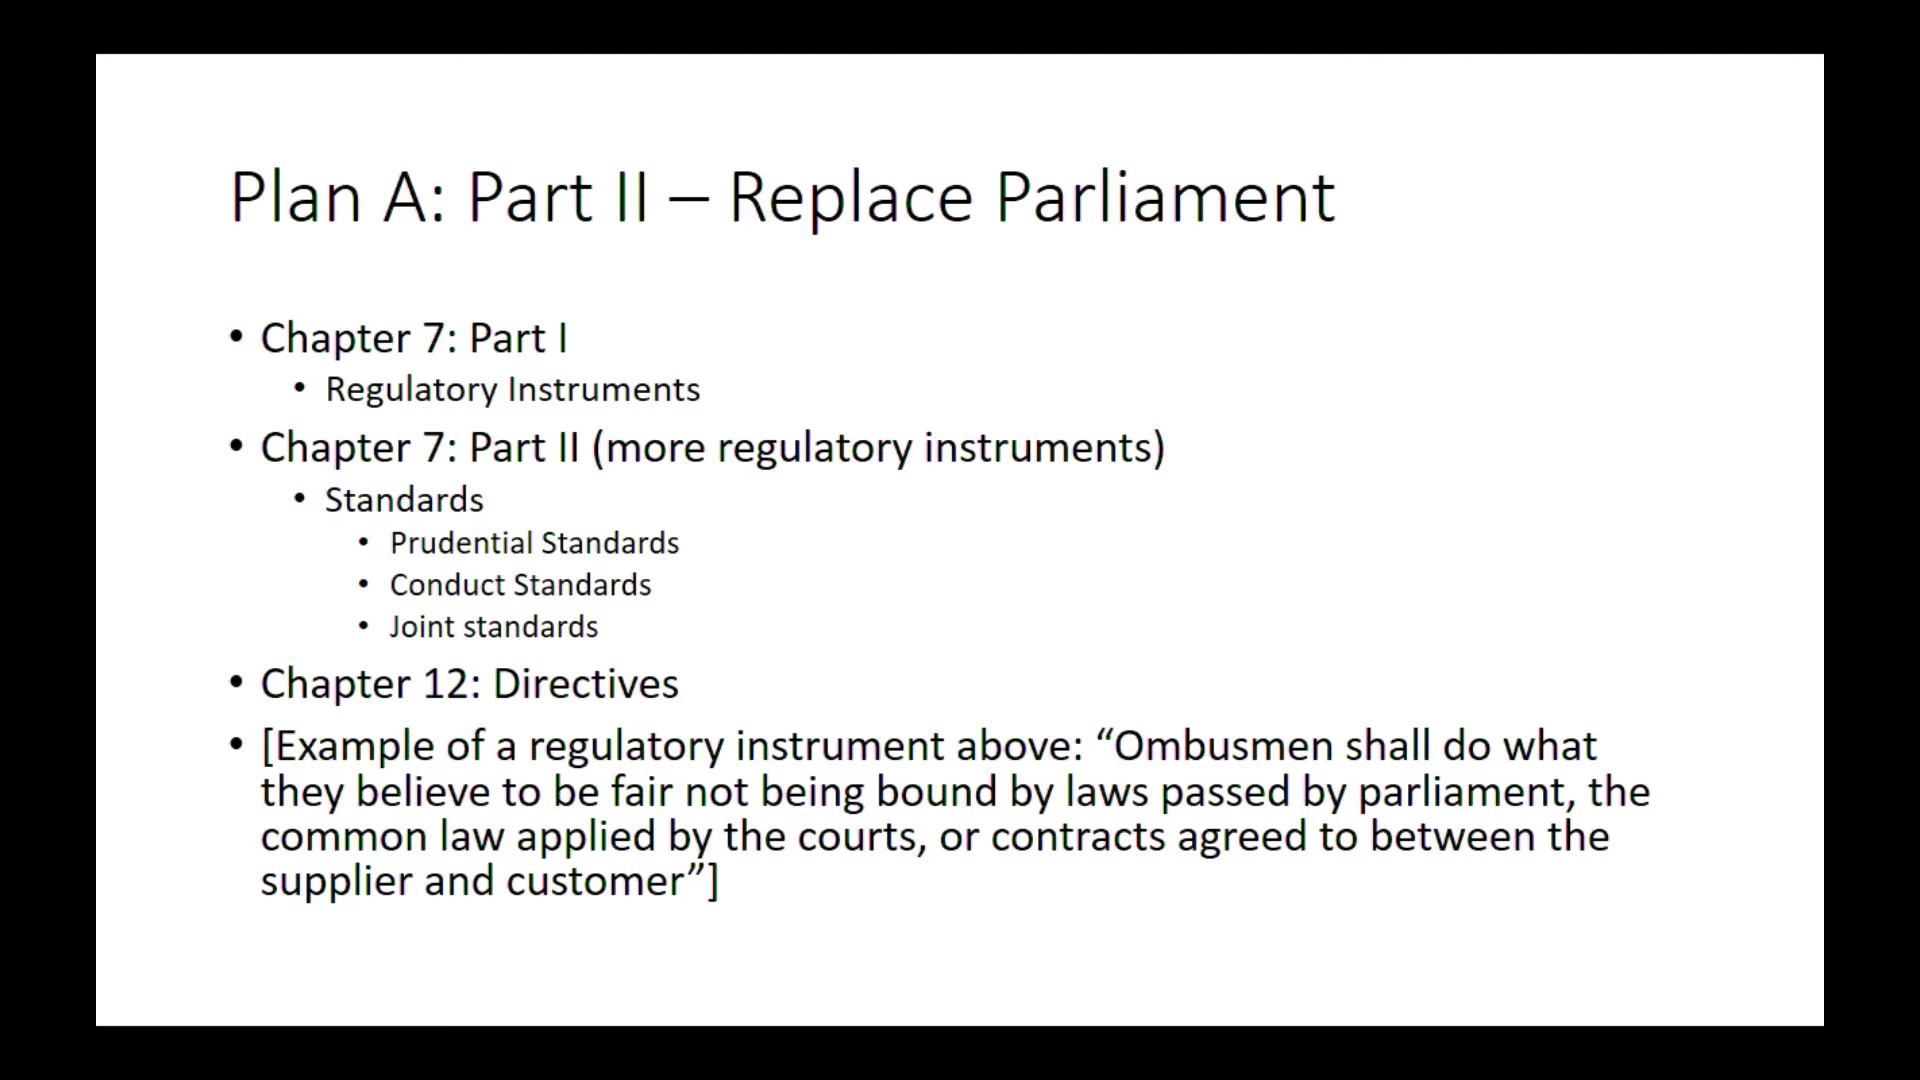 Plan A: Part II – Replace Parliament
• Chapter 7: Part I
• Regulatory Instruments
• Chapter 7: Part II (more regulatory instruments)
• Standards
• Prudential Standards
• Conduct Standards
• Joint standards
• Chapter 12: Directives
• [Example of a regulatory instrument above: “Ombusmen shall do what
they believe to be fair not being bound by laws passed by parliament, the
common law applied by the courts, or contracts agreed to between the
supplier and customer”]